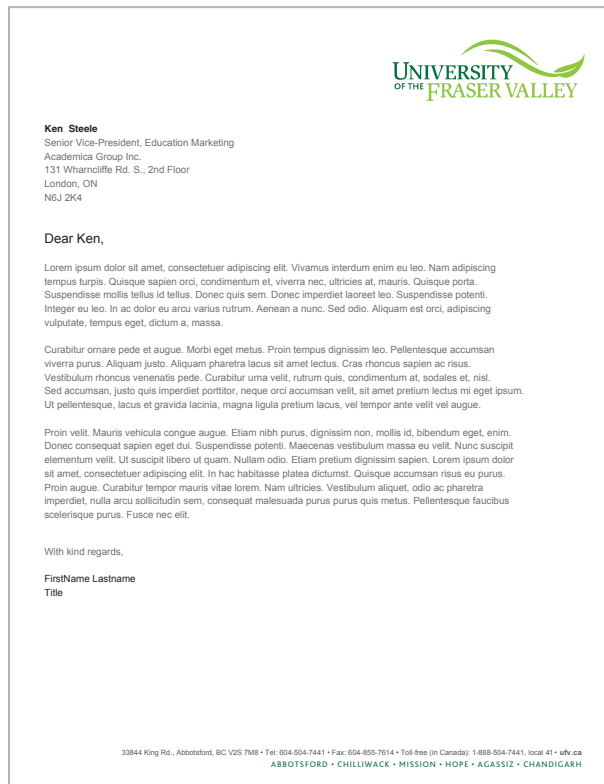 UNIVERSITY
OF THE FRASER VALLEY
Ken Steele
Senior Vice-President, Education Marketing
Academica Group Inc.
131 Wharncliffe Rd. S., 2nd Floor
London, ON
N6J 2K4
Dear Ken,
Lorem ipsum dolor sit amet, consectetuer adipiscing elit. Vivamus interdum enim eu leo. Nam adipiscing
tempus turpis. Quisque sapien orci, condimentum et, viverra nec, ultricies at, mauris. Quisque porta.
Suspendisse mollis tellus id tellus. Donec quis sem. Donec imperdiet laoreet leo. Suspendisse potenti.
Integer eu leo. In ac dolor eu arcu varius rutrum. Aenean a nunc. Sed odio. Aliquam est orci, adipiscing
vulputate, tempus eget, dictum a, massa.
Curabitur ornare pede et augue. Morbi eget metus. Proin tempus dignissim leo. Pellentesque accumsan
viverra purus. Aliquam justo. Aliquam pharetra lacus sit amet lectus. Cras rhoncus sapien ac risus.
Vestibulum rhoncus venenatis pede. Curabitur urna velit, rutrum quis, condimentum at, sodales et, nisl.
Sed accumsan, justo quis imperdiet porttitor, neque orci accumsan velit, sit amet pretium lectus mi eget ipsum.
Ut pellentesque, lacus et gravida lacinia, magna ligula pretium lacus, vel tempor ante velit vel augue.
Proin velit. Mauris vehicula congue augue. Etiam nibh purus, dignissim non, mollis id, bibendum eget, enim.
Donec consequat sapien eget dui. Suspendisse potenti. Maecenas vestibulum massa eu velit. Nunc suscipit
elementum velit. Ut suscipit libero ut quam. Nullam odio. Etiam pretium dignissim sapien. Lorem ipsum dolor
sit amet, consectetuer adipiscing elit. In hac habitasse platea dictumst. Quisque accumsan risus eu purus.
Proin augue. Curabitur tempor mauris vitae lorem. Nam ultricies. Vestibulum aliquet, odio ac pharetra
imperdiet, nulla arcu sollicitudin sem, consequat malesuada purus purus quis metus. Pellentesque faucibus
scelerisque purus. Fusce nec elit.
With kind regards,
FirstName Lastname
Title
33844 King Rd., Abbotsford, BC V2S 7M8 • Tel: 604-504-7441 • Fax: 604-855-7614 • Toll-free (in Canada): 1-888-504-7441, local 41 • ufv.ca
ABBOTSFORD • CHILLIWACK • MISSION • HOPE • AGASSIZ • CHANDIGARH